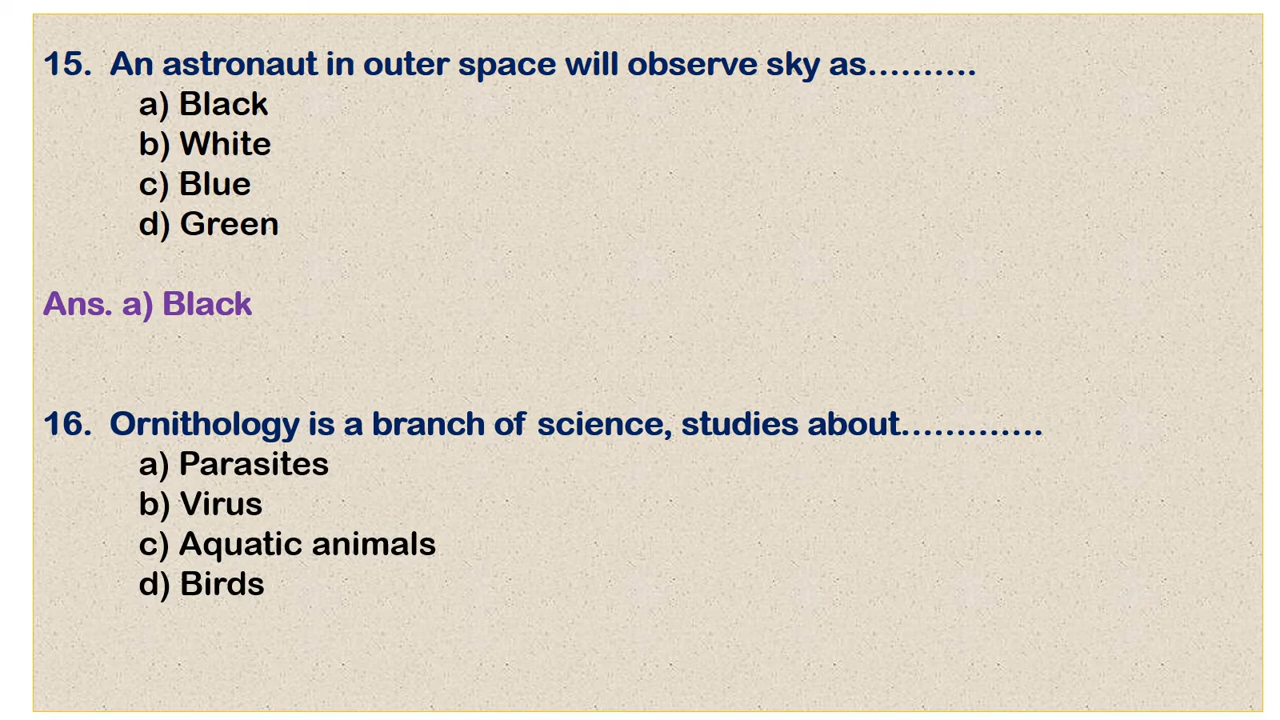 15. An astronaut in outer space will observe sky as..........
a) Black
b) White
c) Blue
d) Green
Ans. a) Black
16. Ornithology is a branch of science, studies about.............
a) Parasites
b) Virus
c) Aquatic animals
d) Birds